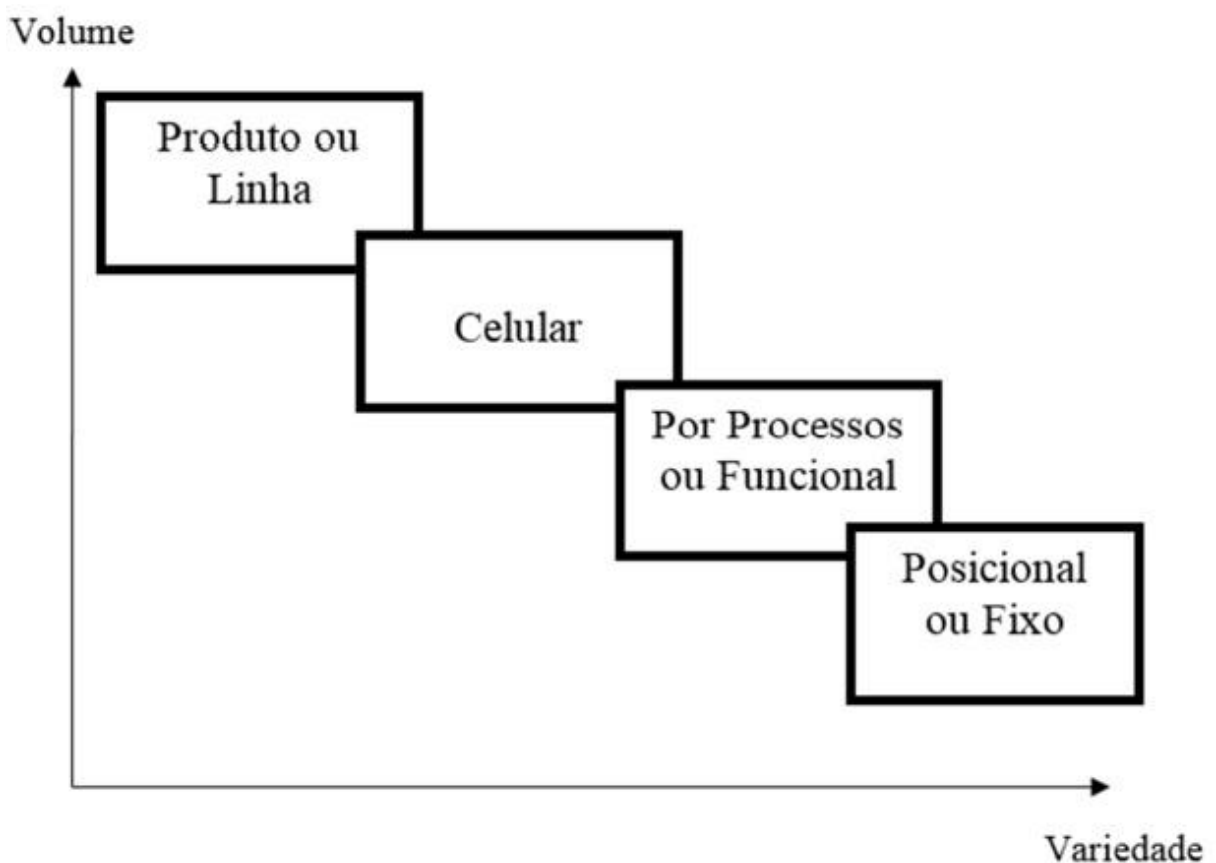 Volume
Produto ou
Linha
Celular
Por Processos
ou Funcional
Posicional
ou Fixo
Variedade